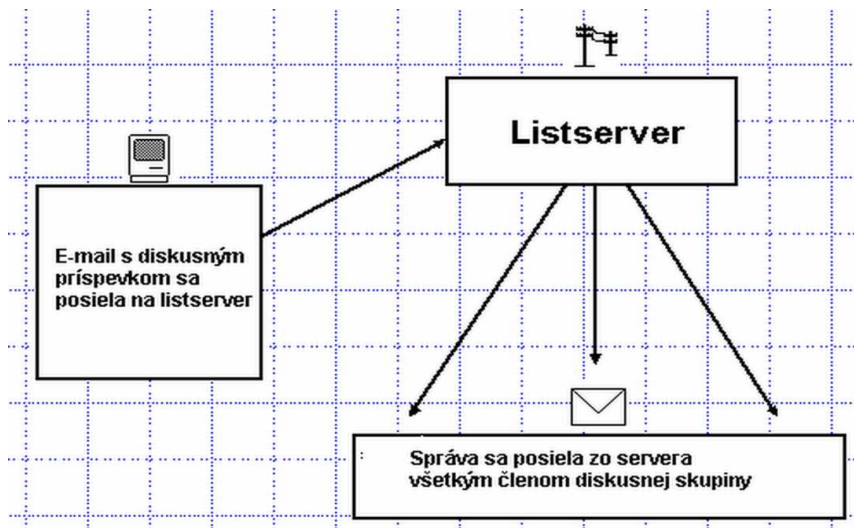 Listserver
E-mail s diskusným
príspevkom sa
posiela na listserver
Správa sa posiela zo servera
všetkým členom diskusnej skupiny